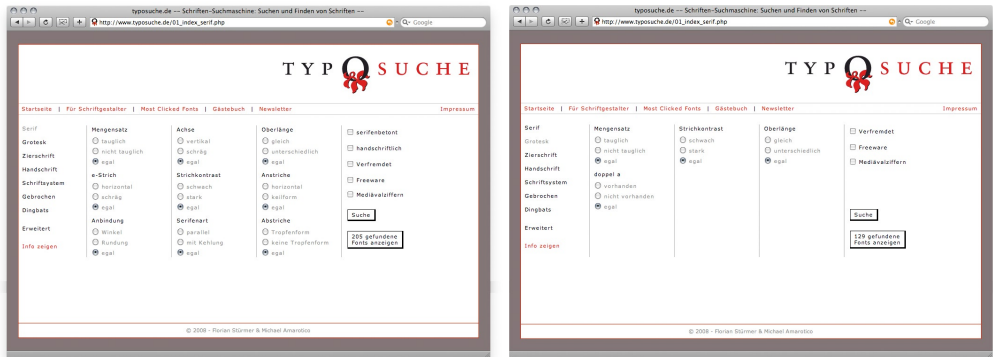 typosuche.de -- Schriften-Suchmaschine: Suchen und Finden von Schriften --
http://www.typosuche.de/01_index_serif.php
Google
TYPOSUCHE
Startseite | Für Schriftgestalter | Most Clicked Fonts | Gästebuch | Newsletter
Impressum
Serif
Grotesk
Zierschrift
Handschrift
Schriftsystem
Gebrochen
Dingbats
Erweitert
Info zeigen
Mengensatz
tauglich
nicht tauglich
egal
e-Strich
horizontal
schräg
egal
Anbindung
Winkel
Rundung
egal
Achse
vertikal
schräg
egal
Strichkontrast
schwach
stark
egal
Serifenart
parallel
mit Kehlung
egal
Oberlänge
gleich
unterschiedlich
egal
Anstriche
horizontal
keilform
egal
Abstriche
Tropfenform
keine Tropfenform
egal
serifenbetont
handschriftlich
Verfremdet
Freeware
Mediävalziffern
Suche
205 gefundene
Fonts anzeigen
© 2008 - Florian Stürmer & Michael Amarotico
typosuche.de -- Schriften-Suchmaschine: Suchen und Finden von Schriften --
http://www.typosuche.de/01_index_serif.php
Google
TYPOSUCHE
Startseite | Für Schriftgestalter | Most Clicked Fonts | Gästebuch | Newsletter
Impressum
Serif
Grotesk
Zierschrift
Handschrift
Schriftsystem
Gebrochen
Dingbats
Erweitert
Info zeigen
Mengensatz
tauglich
nicht tauglich
egal
doppel a
vorhanden
nicht vorhanden
egal
Strichkontrast
schwach
stark
egal
Oberlänge
gleich
unterschiedlich
egal
Verfremdet
Freeware
Mediävalziffern
Suche
129 gefundene
Fonts anzeigen
© 2008 - Florian Stürmer & Michael Amarotico